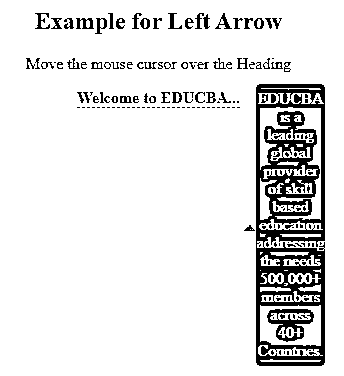 Example for Left Arrow
Move the mouse cursor over the Heading
Welcome to EDUCBA...
EDUCBA
is a
leading
global
provider
of skill
based
education
addressing
the needs
500,000+
members
across
40+
Countries.